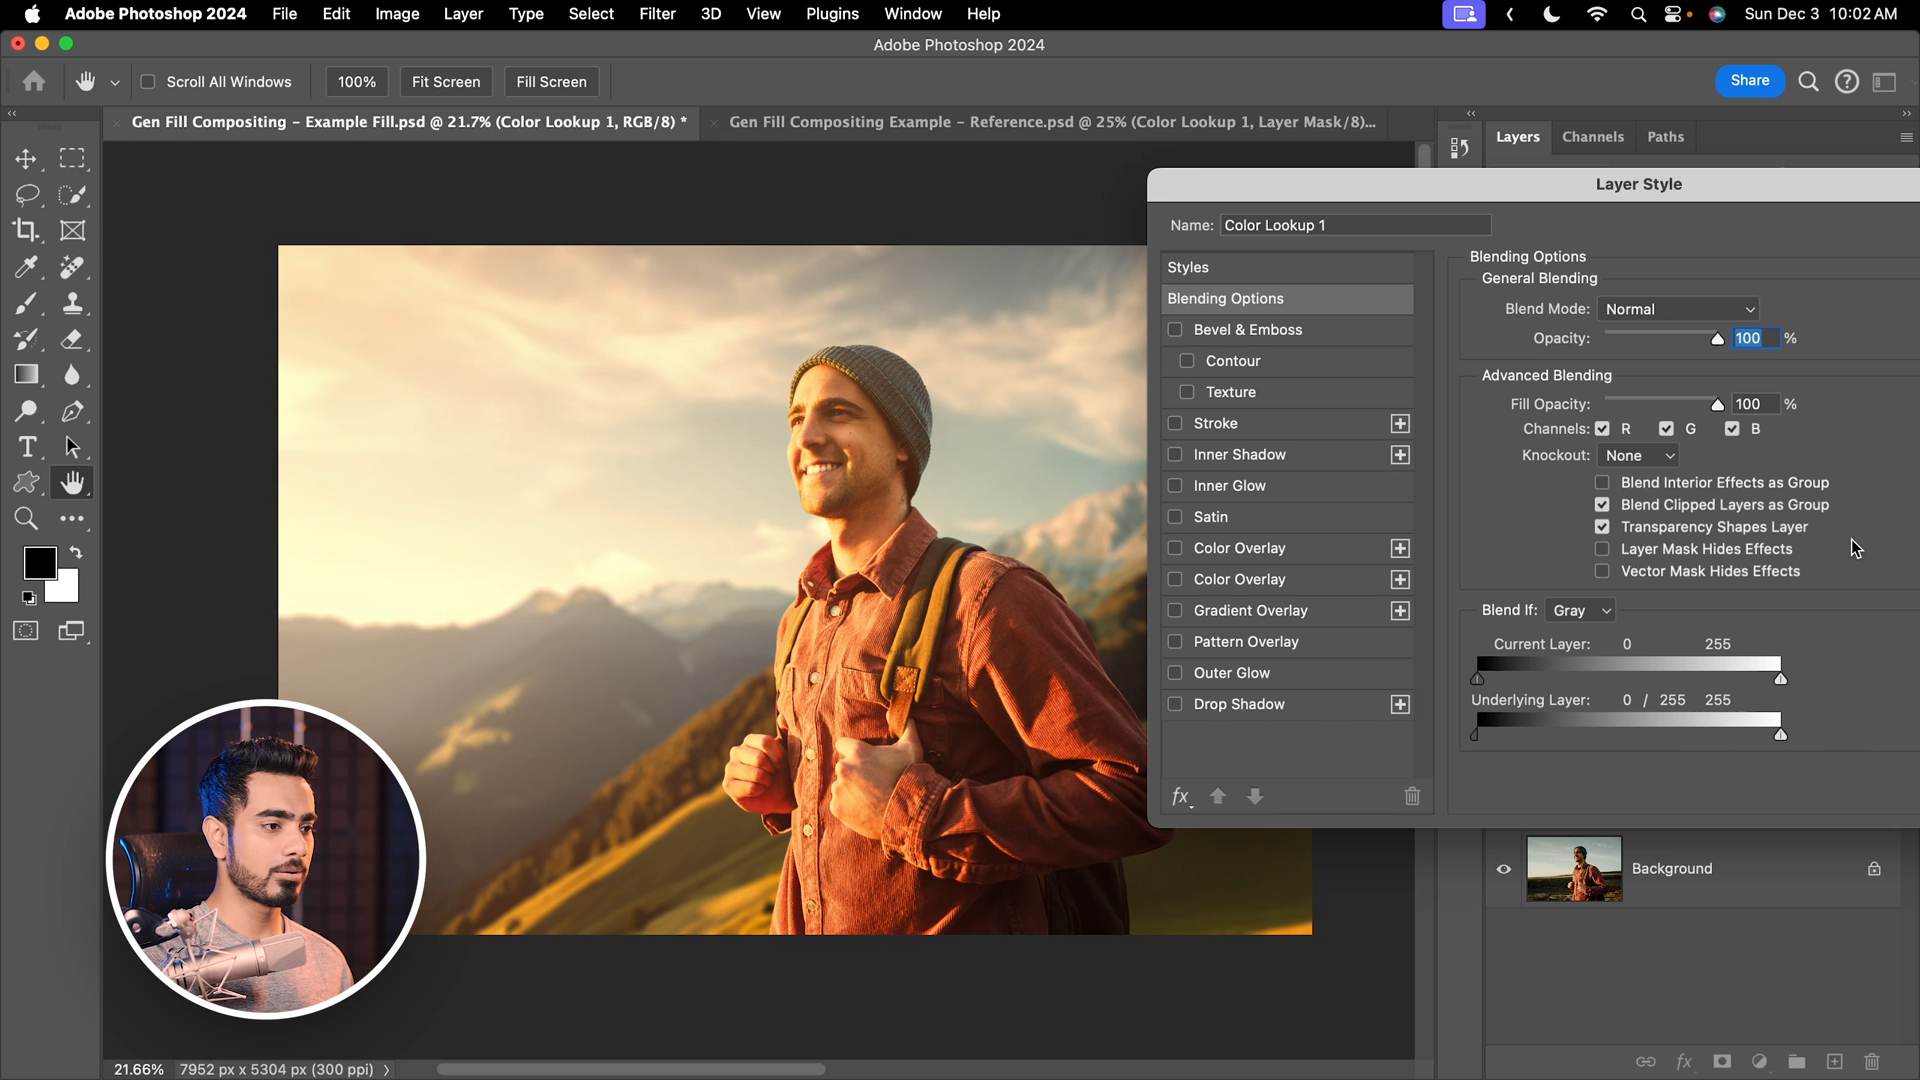 Adobe Photoshop 2024 File Edit Image Layer Type Select Filter 3D View Plugins Window Help Sun Dec 3 10:02 AM
Adobe Photoshop 2024
Scroll All Windows 100% Fit Screen Fill Screen Share
Gen Fill Compositing – Example Fill.psd @ 21.7% (Color Lookup 1, RGB/8) *
Gen Fill Compositing Example – Reference.psd @ 25% (Color Lookup 1, Layer Mask/8)...
Layers Channels Paths
Layer Style
Name: Color Lookup 1
Styles
Blending Options
Bevel & Emboss
Contour
Texture
Stroke
Inner Shadow
Inner Glow
Satin
Color Overlay
Color Overlay
Gradient Overlay
Pattern Overlay
Outer Glow
Drop Shadow
fx
Blending Options
General Blending
Blend Mode: Normal
Opacity: 100 %
Advanced Blending
Fill Opacity: 100 %
Channels: R G B
Knockout: None
Blend Interior Effects as Group
Blend Clipped Layers as Group
Transparency Shapes Layer
Layer Mask Hides Effects
Vector Mask Hides Effects
Blend If: Gray
Current Layer: 0 255
Underlying Layer: 0 / 255 255
Background
21.66% 7952 px x 5304 px (300 ppi)
fx